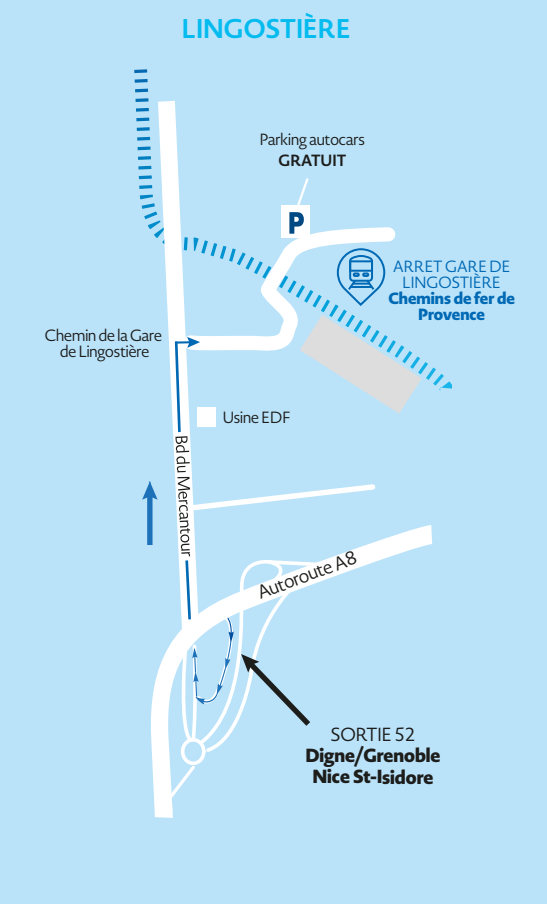 LINGOSTIÈRE
Parking autocars
GRATUIT
P
ARRET GARE DE
LINGOSTIÈRE
Chemins de fer de
Provence
Chemin de la Gare
de Lingostière
Usine EDF
Bd du Mercantour
Autoroute A8
SORTIE 52
Digne/Grenoble
Nice St-Isidore